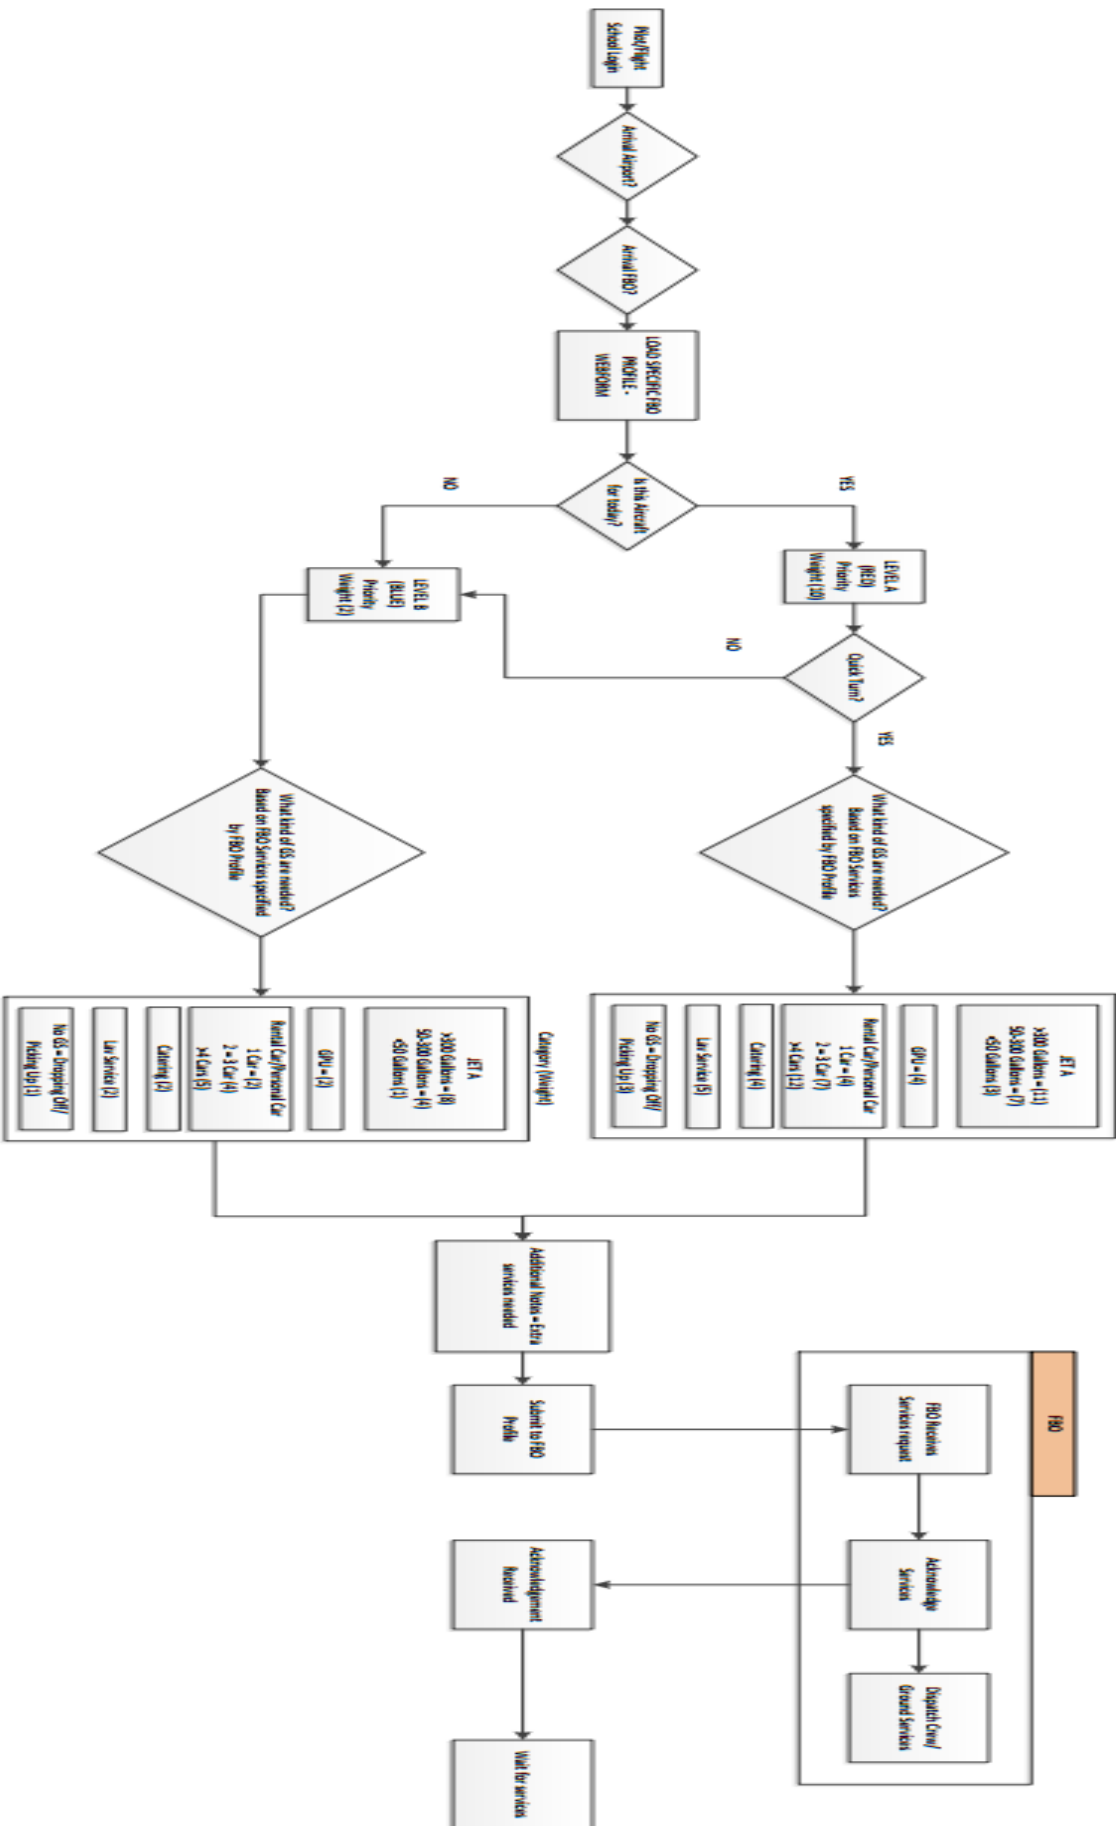 Pilot/Flight
School Login
Arrival Airport?
Arrival FBO?
LOAD SPECIFIC FBO
PROFILE -
WEBFORM
Is this Aircraft
for today?
YES
NO
LEVEL A
(RED)
Priority
Weight (10)
Quick Turn?
YES
NO
LEVEL B
(BLUE)
Priority
Weight (2)
What kind of GS are needed?
Based on FBO Services
specified by FBO Profile
What kind of GS are needed?
Based on FBO Services specified
by FBO Profile
JET A
>300 Gallons = (11)
50-300 Gallons = (7)
<50 Gallons (3)
GPU = (4)
Rental Car/Personal Car
1 Car = (4)
2 = 3 Car (7)
>4 Cars (12)
Catering (4)
Lav Service (5)
No GS = Dropping Off/
Picking Up (3)
Category (Weight)
JET A
>300 Gallons = (8)
50-300 Gallons = (4)
<50 Gallons (1)
GPU = (2)
Rental Car/Personal Car
1 Car = (2)
2 = 3 Car (4)
>4 Cars (5)
Catering (2)
Lav Service (2)
No GS = Dropping Off/
Picking Up (1)
Additional Notes = Extra
services needed
Submit to FBO
Profile
FBO
FBO Receives
Services request
Acknowledge
Services
Dispatch Crew/
Ground Services
Acknowledgement
Received
Wait for services